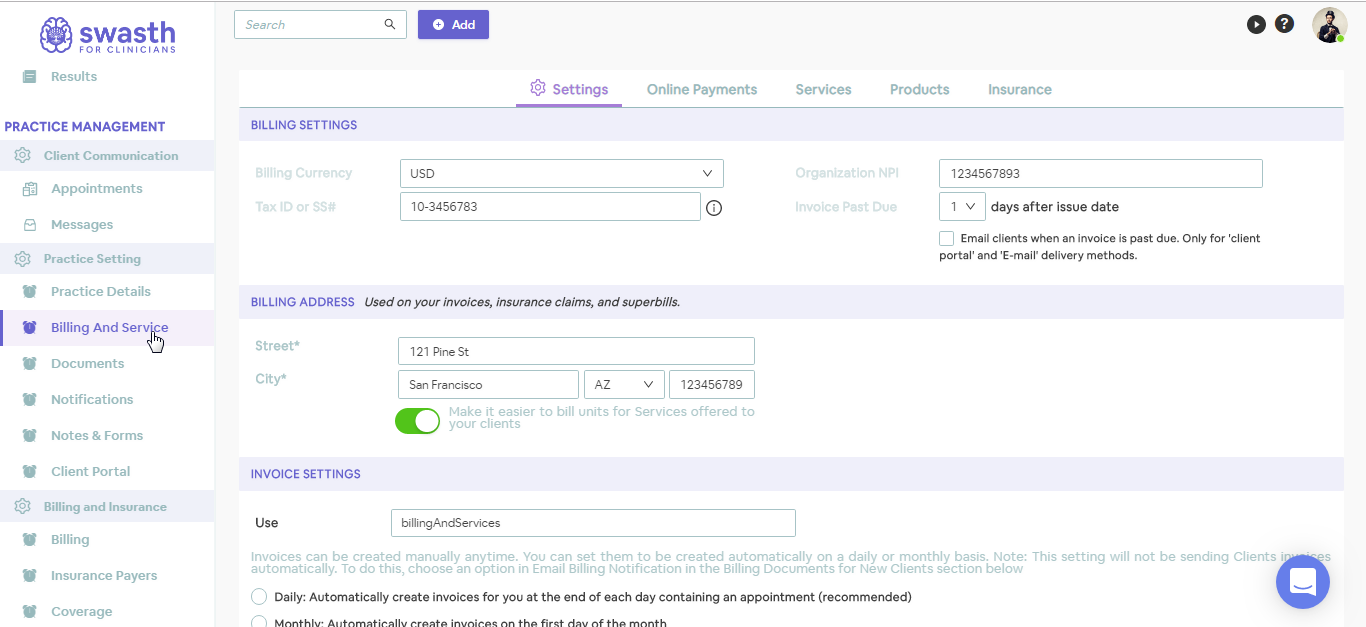 swasth
FOR CLINICIANS
Search
Add
Results
PRACTICE MANAGEMENT
Client Communication
Appointments
Messages
Practice Setting
Practice Details
Billing And Service
Documents
Notifications
Notes & Forms
Client Portal
Billing and Insurance
Billing
Insurance Payers
Coverage
Settings
Online Payments
Services
Products
Insurance
BILLING SETTINGS
Billing Currency
USD
Organization NPI
1234567893
Tax ID or SS#
10-3456783
Invoice Past Due
1 days after issue date
Email clients when an invoice is past due. Only for 'client
portal' and 'E-mail' delivery methods.
BILLING ADDRESS Used on your invoices, insurance claims, and superbills.
Street*
121 Pine St
City*
San Francisco
AZ
123456789
Make it easier to bill units for Services offered to
your clients
INVOICE SETTINGS
Use
billingAndServices
Invoices can be created manually anytime. You can set them to be created automatically on a daily or monthly basis. Note: This setting will not be sending Clients invoices
automatically. To do this, choose an option in Email Billing Notification in the Billing Documents for New Clients section below
Daily: Automatically create invoices for you at the end of each day containing an appointment (recommended)
Monthly: Automatically create invoices on the first day of the month